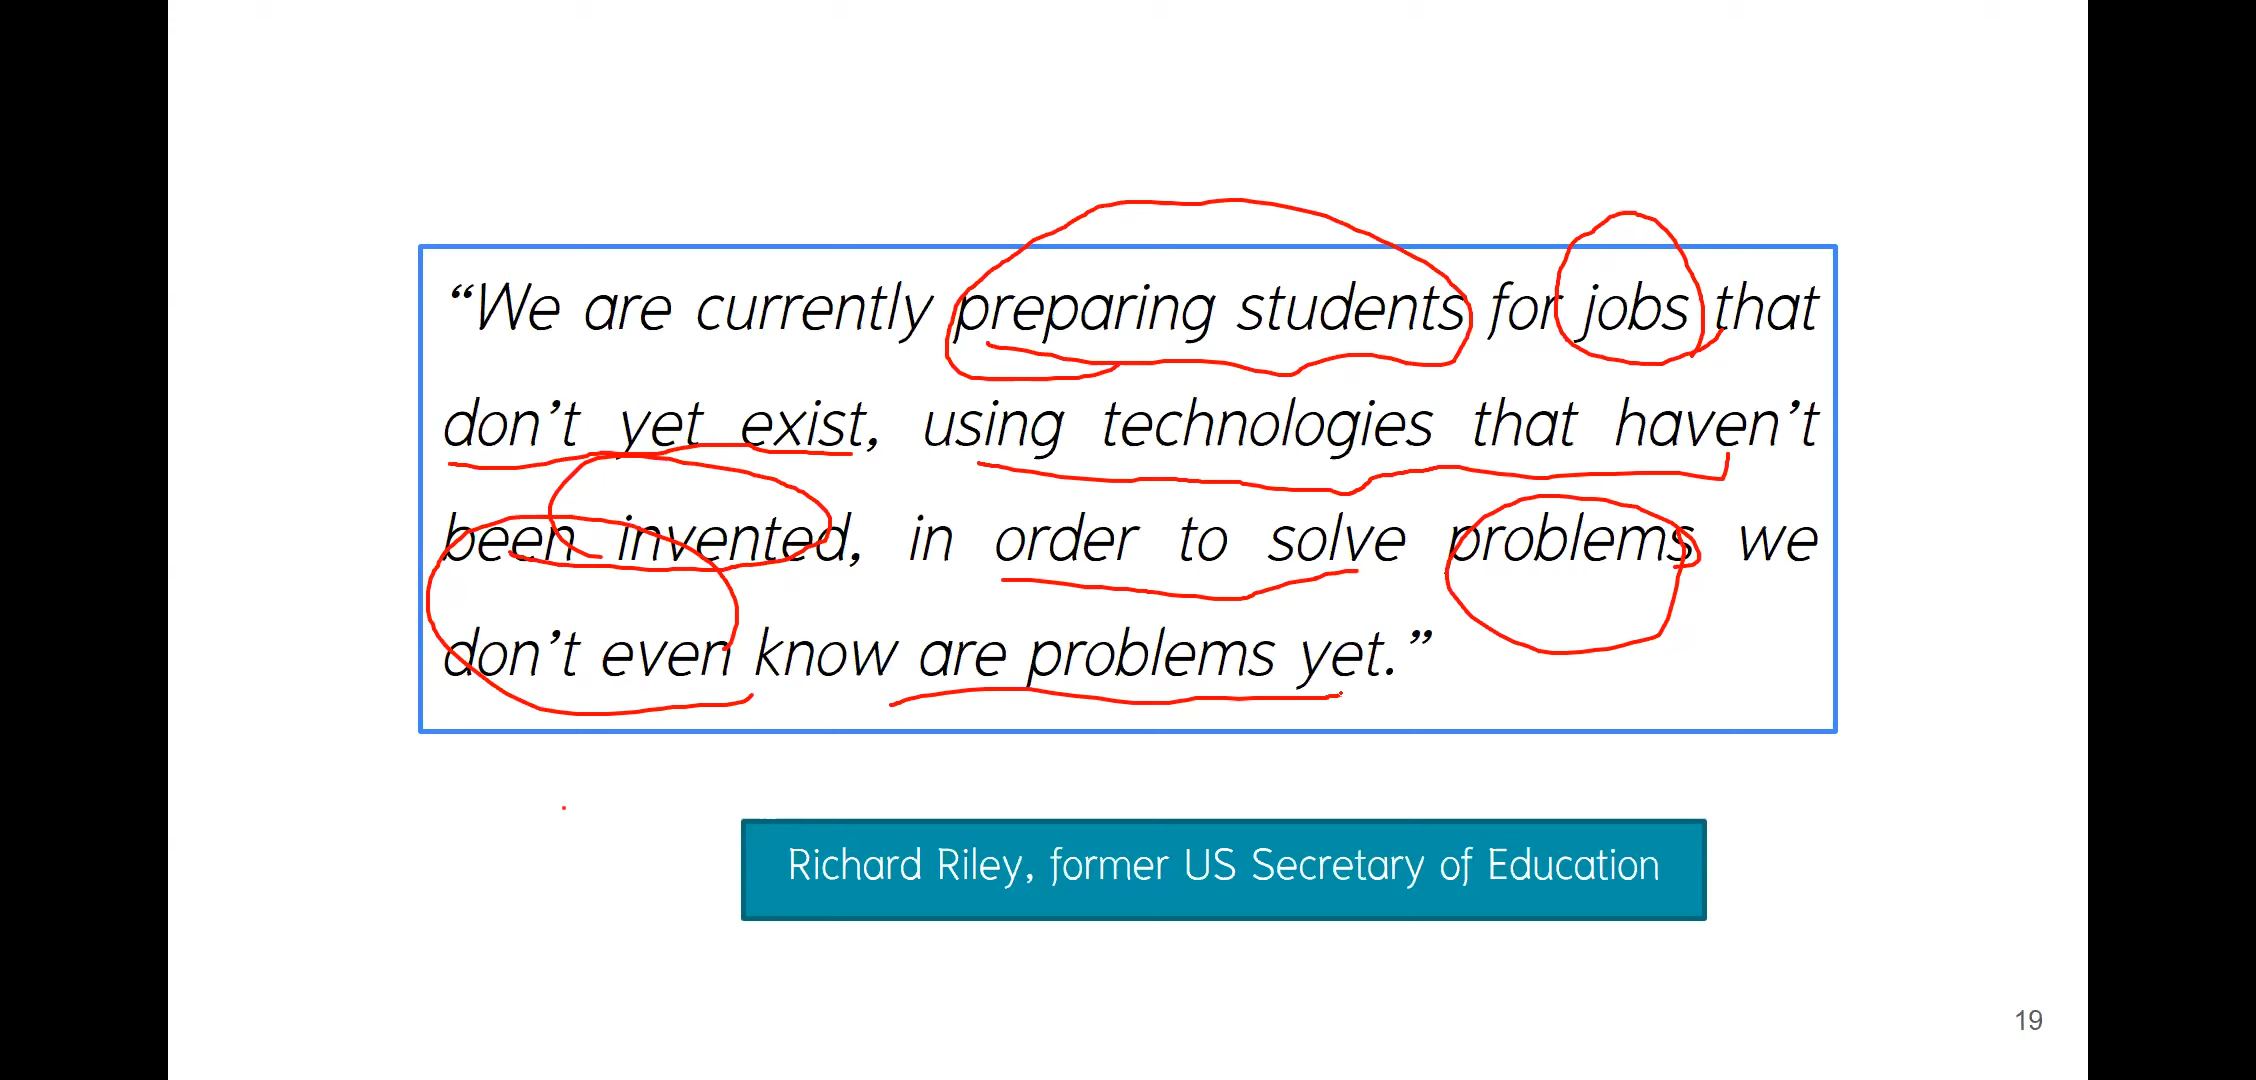 “We are currently preparing students for jobs that
don’t yet exist, using technologies that haven’t
been invented, in order to solve problems we
don’t even know are problems yet.”
Richard Riley, former US Secretary of Education
19